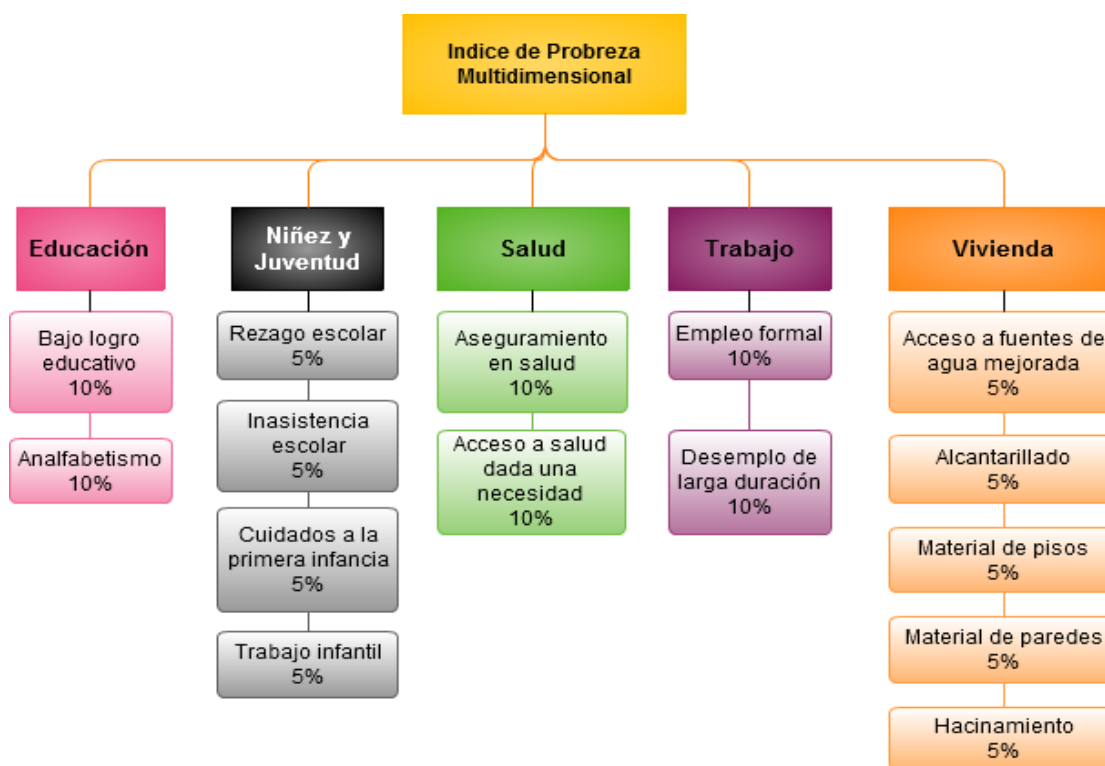 Indice de Probreza
Multidimensional
Educación
Bajo logro
educativo
10%
Analfabetismo
10%
Niñez y
Juventud
Rezago escolar
5%
Inasistencia
escolar
5%
Cuidados a la
primera infancia
5%
Trabajo infantil
5%
Salud
Aseguramiento
en salud
10%
Acceso a salud
dada una
necesidad
10%
Trabajo
Empleo formal
10%
Desemplo de
larga duración
10%
Vivienda
Acceso a fuentes de
agua mejorada
5%
Alcantarillado
5%
Material de pisos
5%
Material de paredes
5%
Hacinamiento
5%